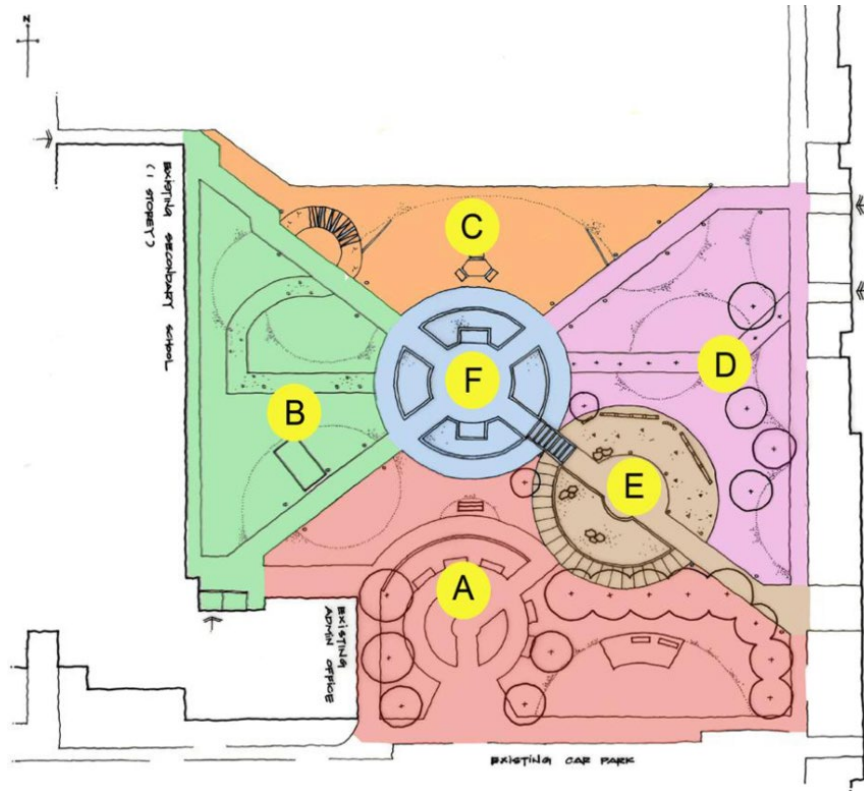 N
EXISTING SECONDARY SCHOOL
(1 STOREY)
C
F
D
B
E
A
EXISTING
ADMIN OFFICE
EXISTING CAR PARK